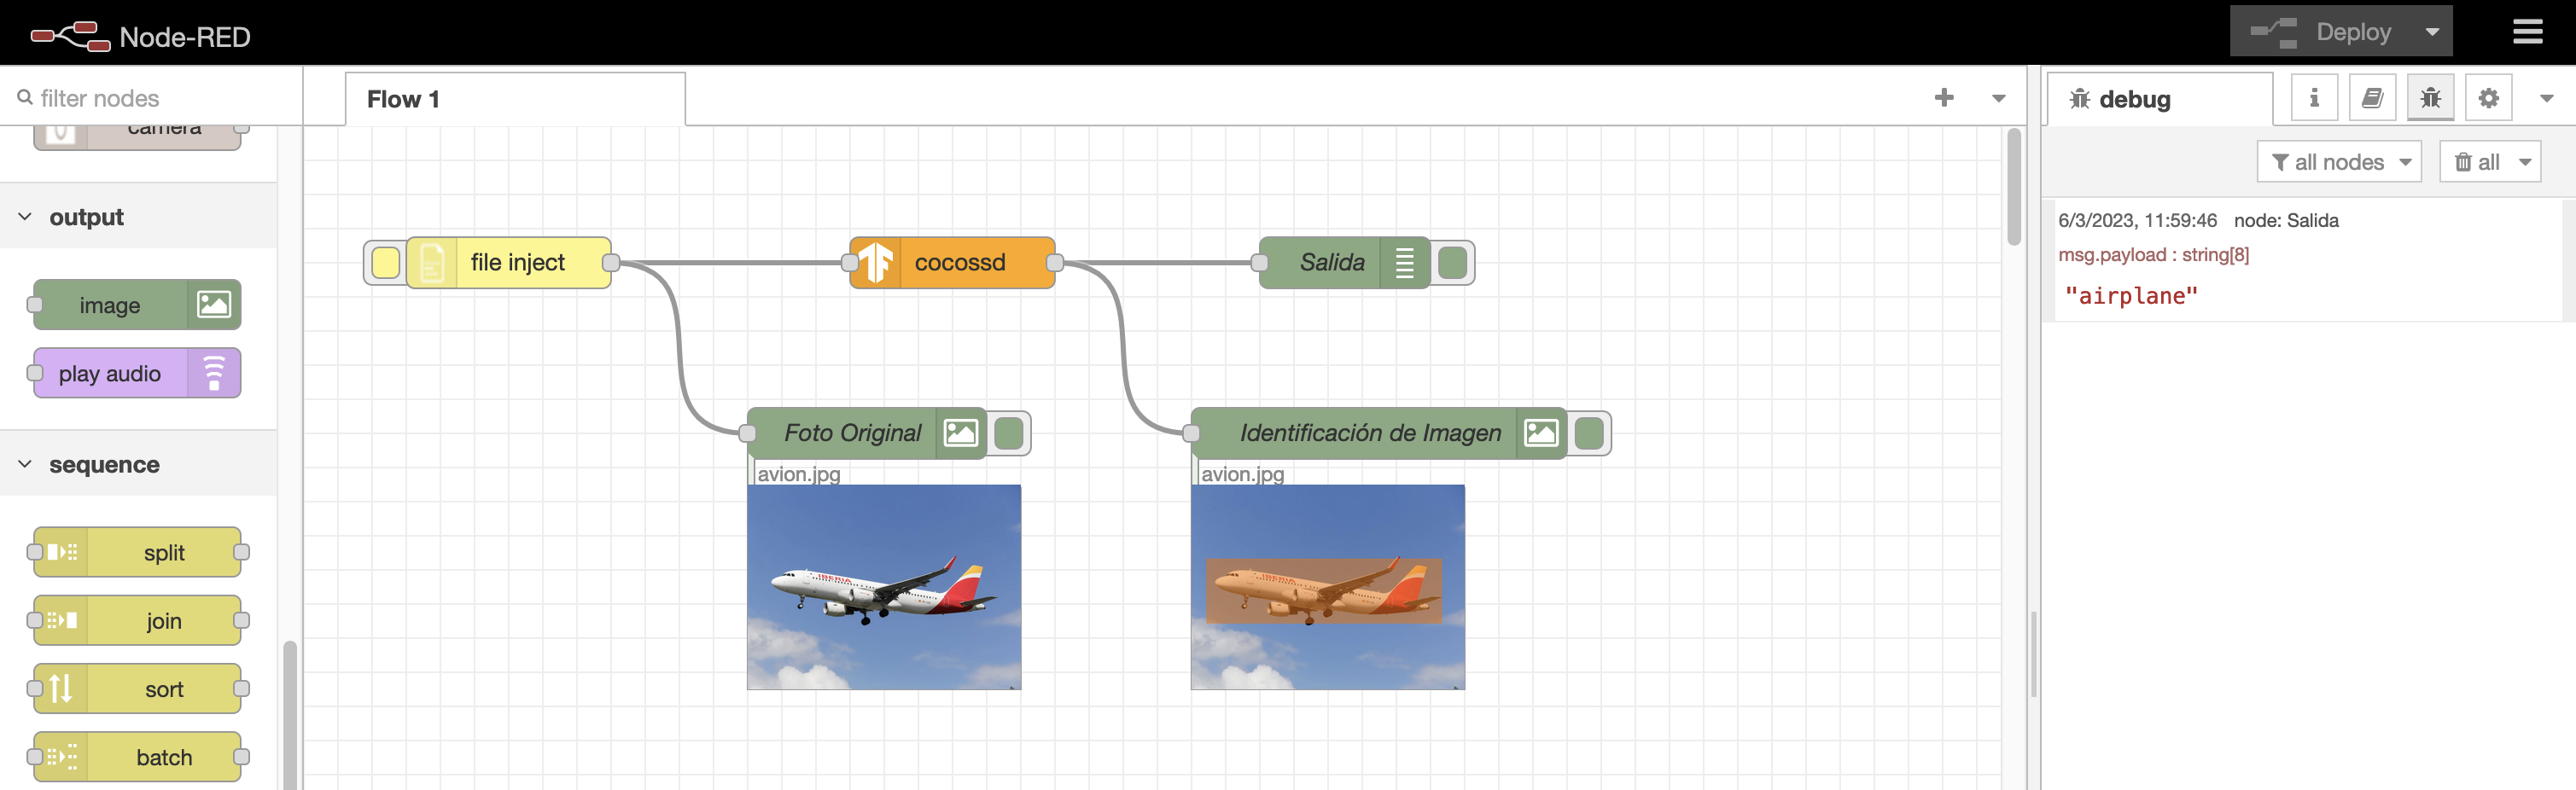 Node-RED
Deploy
filter nodes
Flow 1
debug
camera
all nodes
all
output
6/3/2023, 11:59:46 node: Salida
msg.payload : string[8]
"airplane"
file inject
cocossd
Salida
image
play audio
Foto Original
Identificación de Imagen
avion.jpg
avion.jpg
sequence
split
IBERIA
IBERIA
join
sort
batch